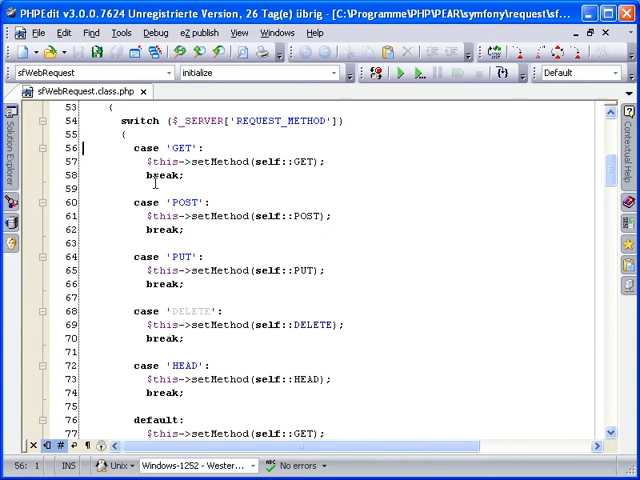 PHPEdit v3.0.0.7624 Unregistrierte Version, 26 Tag(e) übrig - [C:\Programme\PHP\PEAR\symfony\request\sf...
File Edit Find Tools Debug eZ publish View Windows Help
sfWebRequest initialize Default
sfWebRequest.class.php
Solution Explorer
53 {
54 switch ($_SERVER['REQUEST_METHOD'])
55 {
56 case 'GET':
57 $this->setMethod(self::GET);
58 break;
59
60 case 'POST':
61 $this->setMethod(self::POST);
62 break;
63
64 case 'PUT':
65 $this->setMethod(self::PUT);
66 break;
67
68 case 'DELETE':
69 $this->setMethod(self::DELETE);
70 break;
71
72 case 'HEAD':
73 $this->setMethod(self::HEAD);
74 break;
75
76 default:
77 $this->setMethod(self::GET);
56: 1 INS Unix Windows-1252 - Wester... ABC No errors